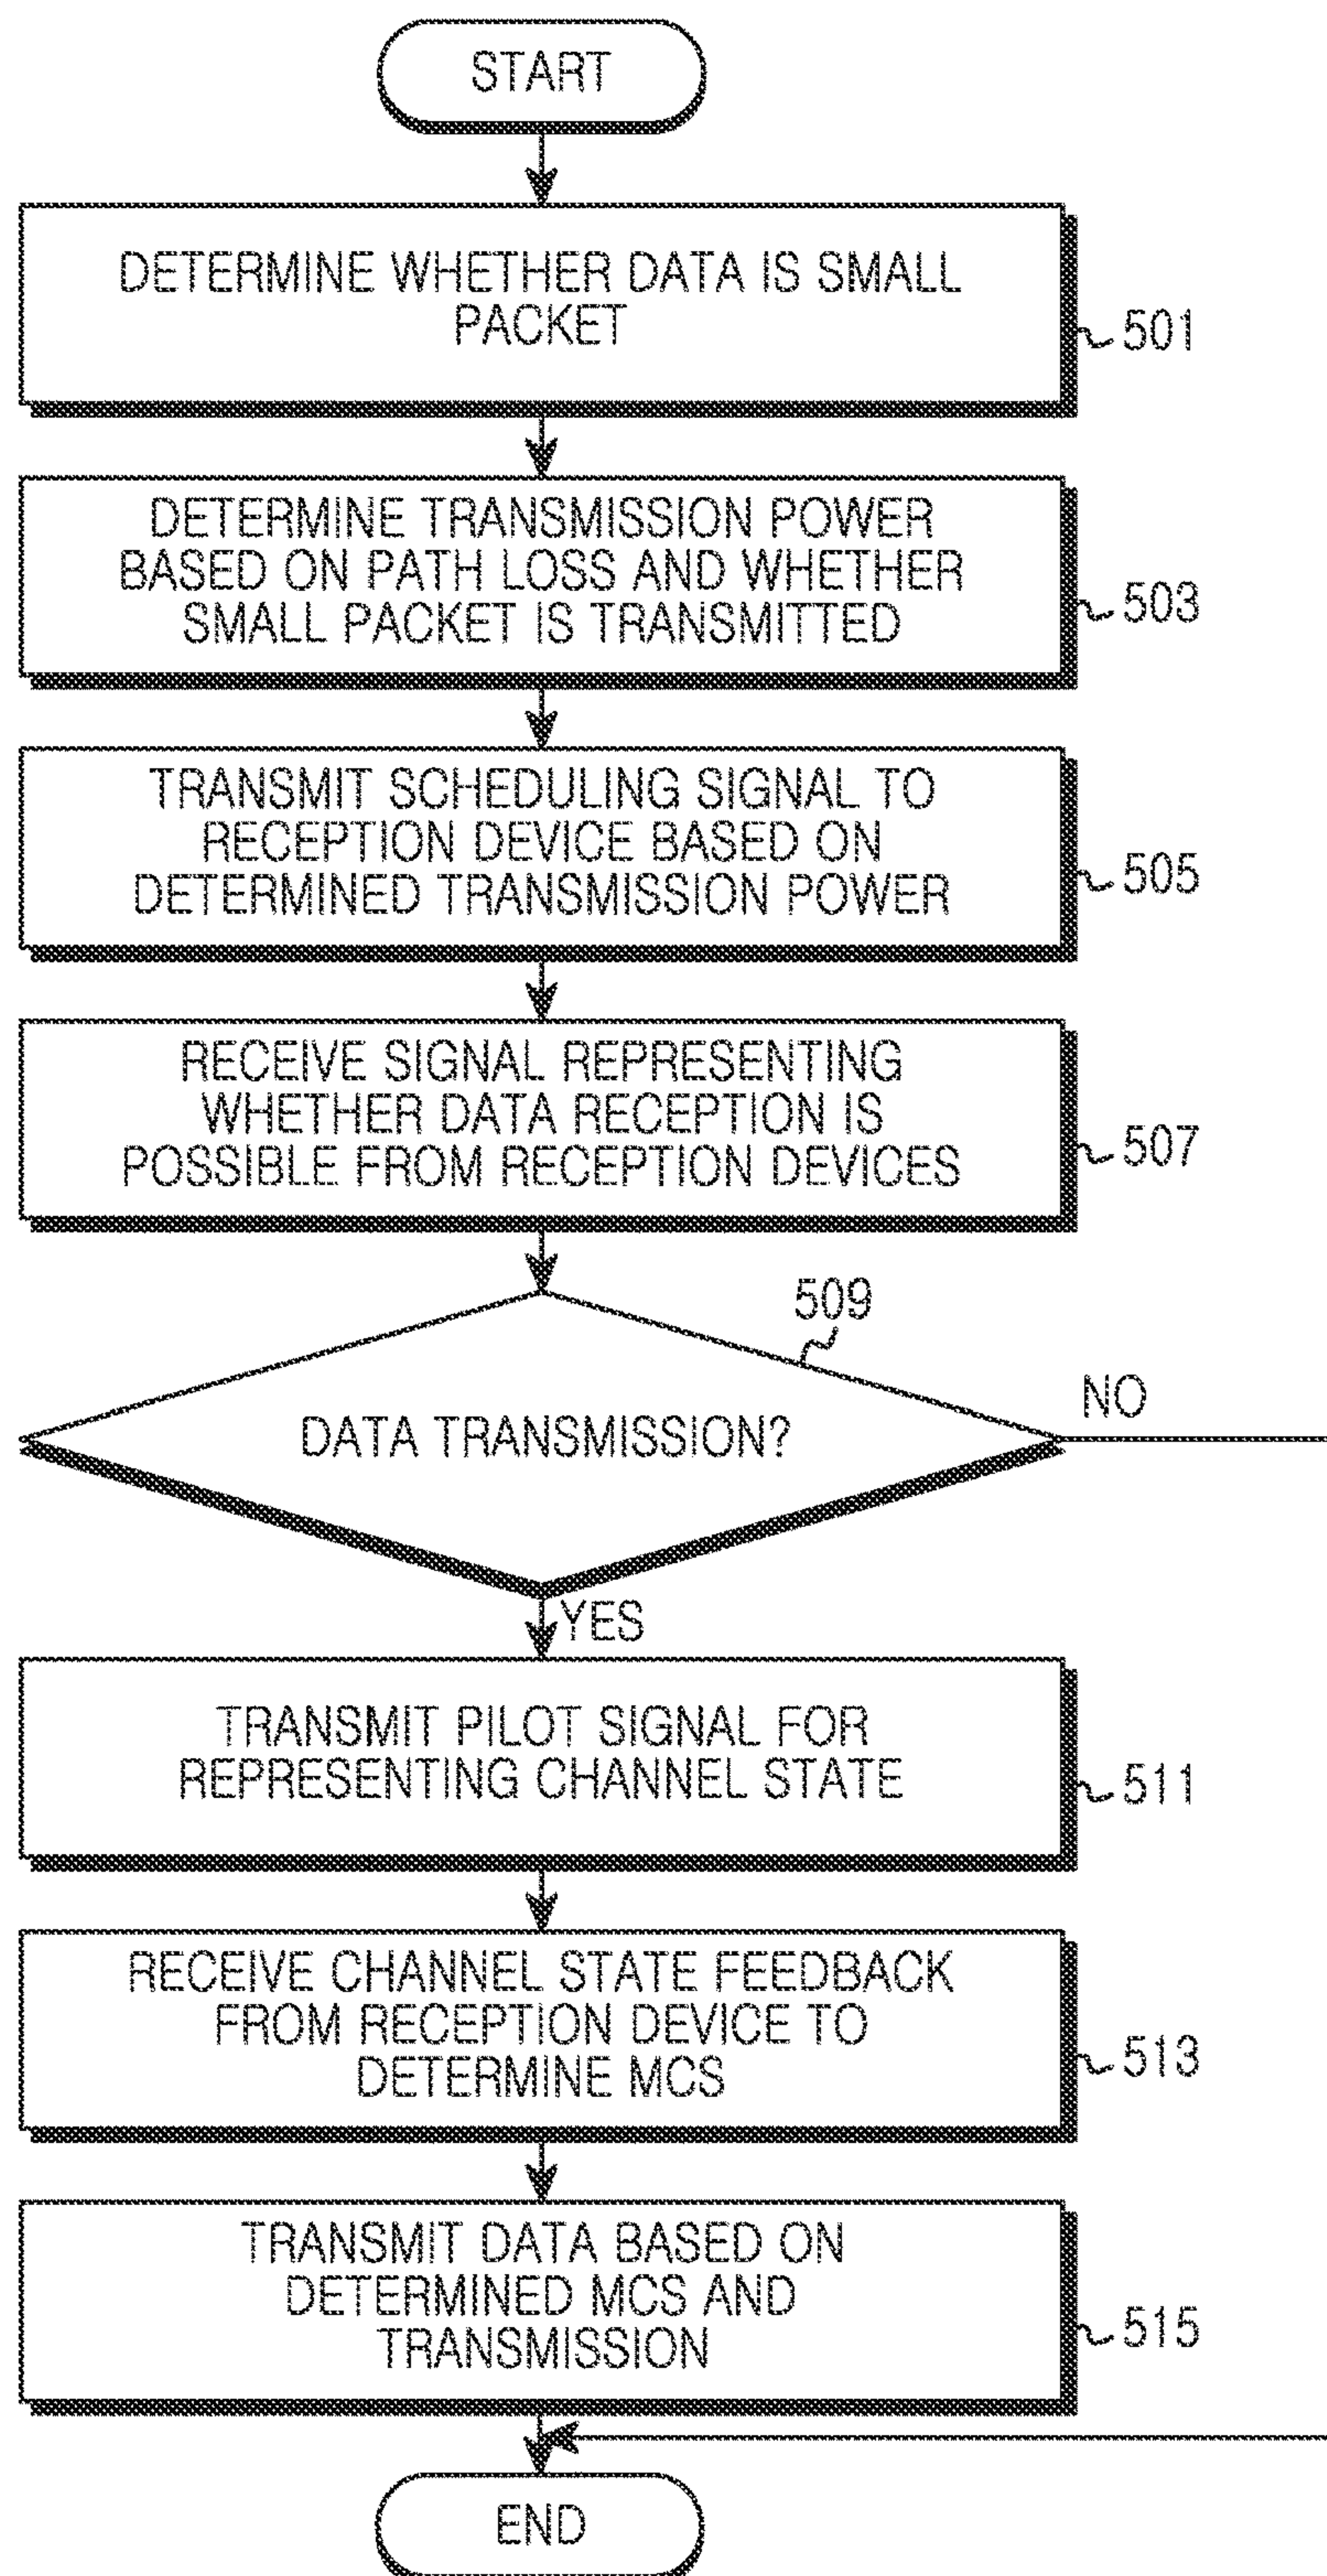 START
DETERMINE WHETHER DATA IS SMALL
PACKET
501
DETERMINE TRANSMISSION POWER
BASED ON PATH LOSS AND WHETHER
SMALL PACKET IS TRANSMITTED
503
TRANSMIT SCHEDULING SIGNAL TO
RECEPTION DEVICE BASED ON
DETERMINED TRANSMISSION POWER
505
RECEIVE SIGNAL REPRESENTING
WHETHER DATA RECEPTION IS
POSSIBLE FROM RECEPTION DEVICES
507
509
DATA TRANSMISSION?
NO
YES
TRANSMIT PILOT SIGNAL FOR
REPRESENTING CHANNEL STATE
511
RECEIVE CHANNEL STATE FEEDBACK
FROM RECEPTION DEVICE TO
DETERMINE MCS
513
TRANSMIT DATA BASED ON
DETERMINED MCS AND
TRANSMISSION
515
END